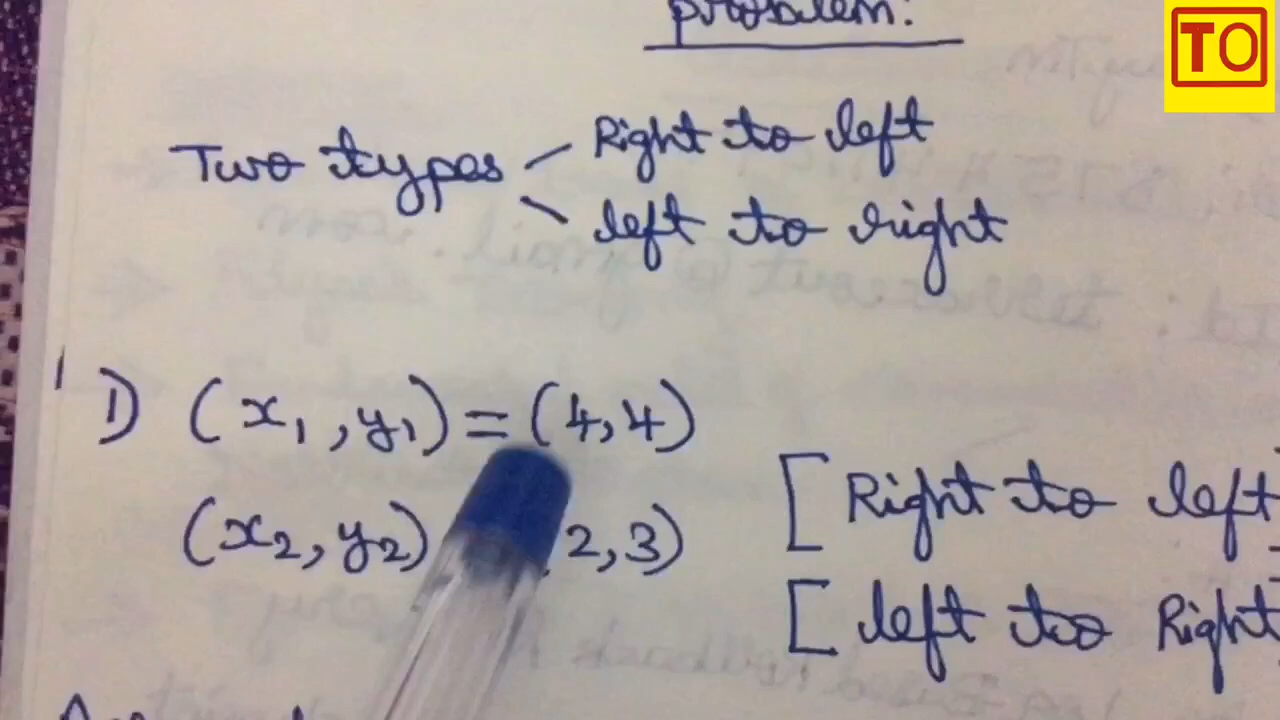 TO
problem:
Two types
Right to left
left to right
1) (x₁, y₁) = (4, 4)
(x₂, y₂) 2, 3)
[Right to left]
[left to Right